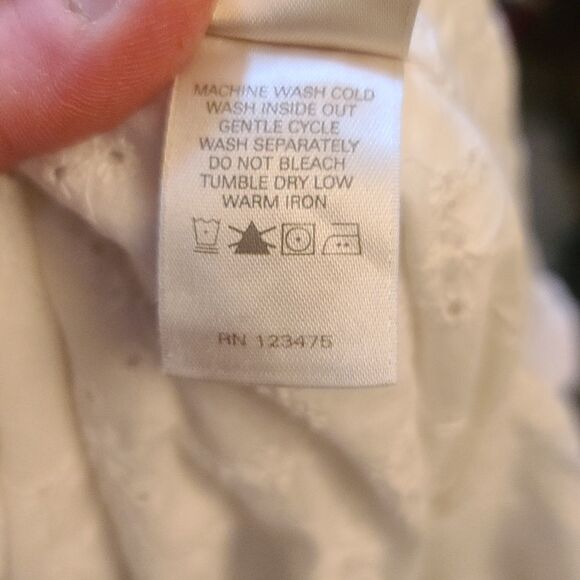 MACHINE WASH COLD
WASH INSIDE OUT
GENTLE CYCLE
WASH SEPARATELY
DO NOT BLEACH
TUMBLE DRY LOW
WARM IRON
RN 123475